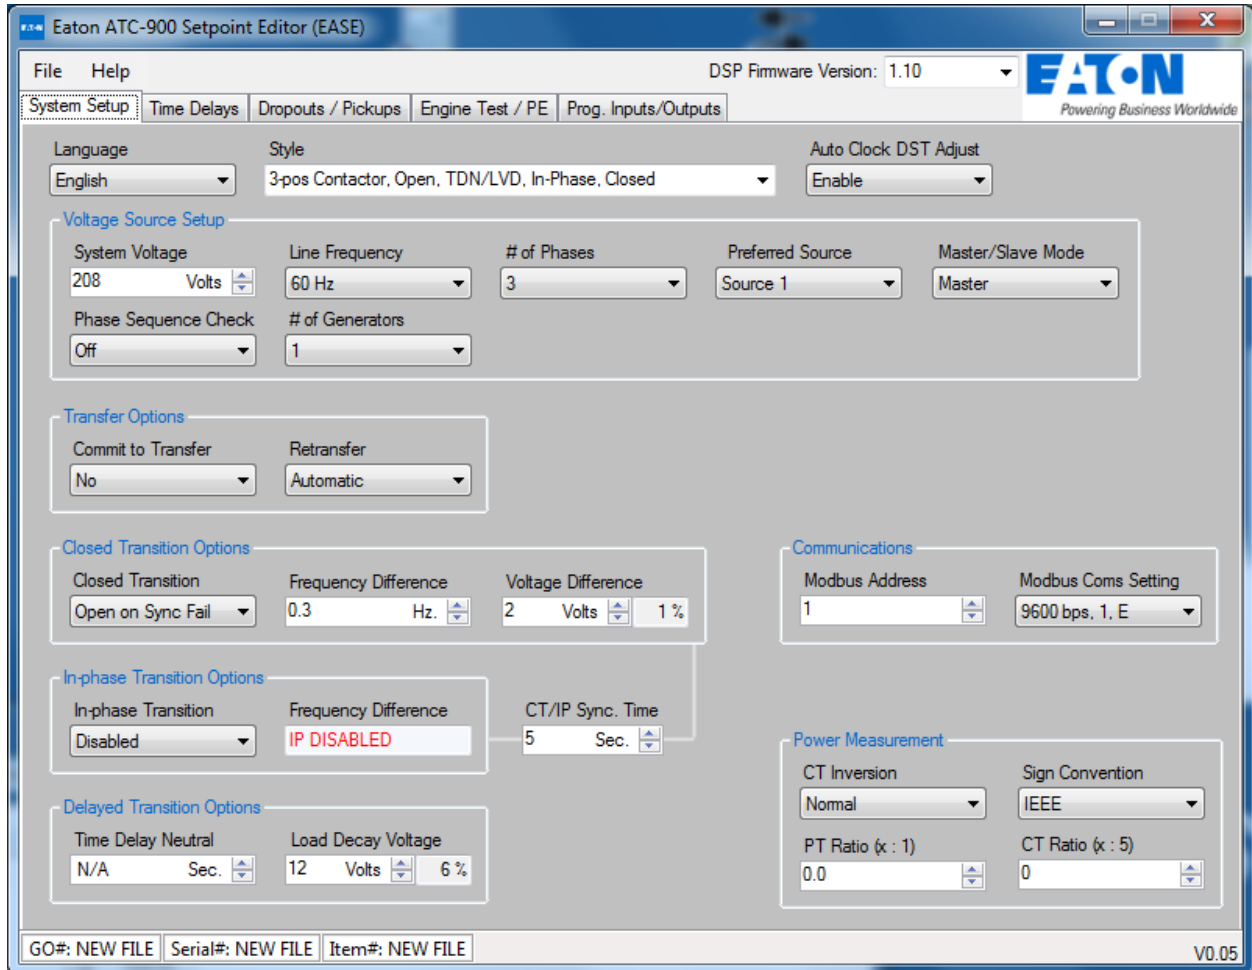 EATON Eaton ATC-900 Setpoint Editor (EASE)
File Help DSP Firmware Version: 1.10 EATON
System Setup Time Delays Dropouts / Pickups Engine Test / PE Prog. Inputs/Outputs Powering Business Worldwide
Language Style Auto Clock DST Adjust
English 3-pos Contactor, Open, TDN/LVD, In-Phase, Closed Enable
Voltage Source Setup
System Voltage Line Frequency # of Phases Preferred Source Master/Slave Mode
208 Volts 60 Hz 3 Source 1 Master
Phase Sequence Check # of Generators
Off 1
Transfer Options
Commit to Transfer Retransfer
No Automatic
Closed Transition Options Communications
Closed Transition Frequency Difference Voltage Difference Modbus Address Modbus Coms Setting
Open on Sync Fail 0.3 Hz. 2 Volts 1 % 1 9600 bps, 1, E
In-phase Transition Options
In-phase Transition Frequency Difference CT/IP Sync. Time
Disabled IP DISABLED 5 Sec.
Power Measurement
CT Inversion Sign Convention
Normal IEEE
Delayed Transition Options
Time Delay Neutral Load Decay Voltage PT Ratio (x : 1) CT Ratio (x : 5)
N/A Sec. 12 Volts 6 % 0.0 0
GO#: NEW FILE Serial#: NEW FILE Item#: NEW FILE V0.05